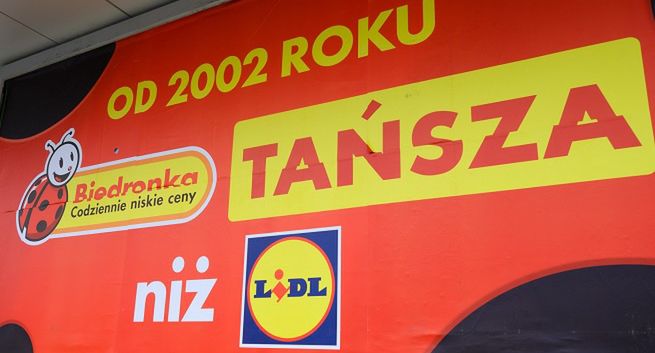 OD 2002 ROKU
TAŃSZA
Biedronka
Codziennie niskie ceny
niż
LIDL